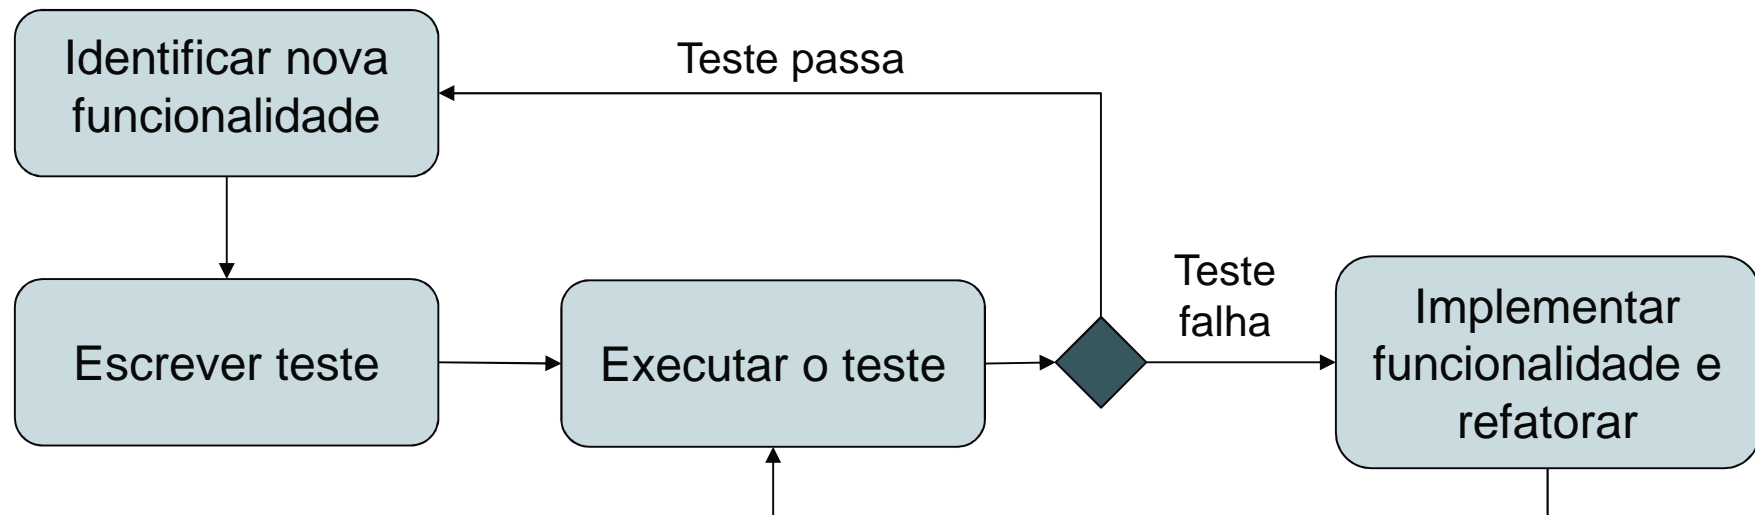 Identificar nova
funcionalidade
Teste passa
Escrever teste
Executar o teste
Teste
falha
Implementar
funcionalidade e
refatorar